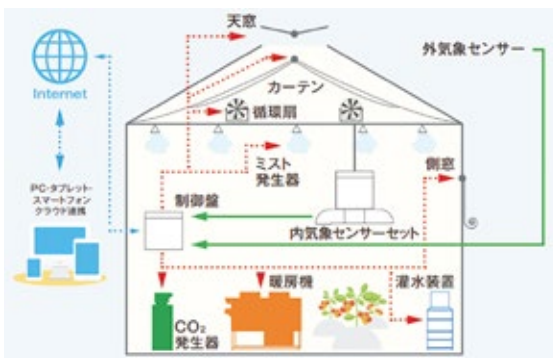 天窓
外気象センサー
カーテン
Internet
循環扇
ミスト
発生器
側窓
PC・タブレット・
スマートフォン
クラウド連携
制御盤
内気象センサーセット
暖房機
灌水装置
CO₂
発生器